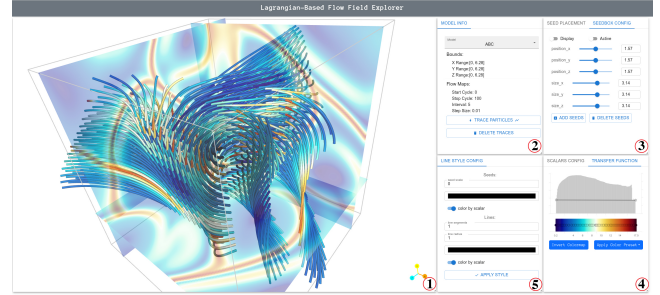 Lagrangian-Based Flow Field Explorer
MODEL INFO
Model
ABC
Bounds:
X Range:[0, 6.28]
Y Range:[0, 6.28]
Z Range:[0, 6.28]
Flow Maps:
Start Cycle: 0
Stop Cycle: 100
Interval: 5
Step Size: 0.01
+ TRACE PARTICLES
DELETE TRACES
2
SEED PLACEMENT
SEEDBOX CONFIG
Display
Active
position_x
1.57
position_y
1.57
position_z
1.57
size_x
3.14
size_y
3.14
size_z
3.14
ADD SEEDS
DELETE SEEDS
3
LINE STYLE CONFIG
Seeds
0
color by scalar
Lines
1
1
color by scalar
✓ APPLY STYLE
5
SCALARS CONFIG
TRANSFER FUNCTION
Invert Colormap
Apply Color Preset
4
1